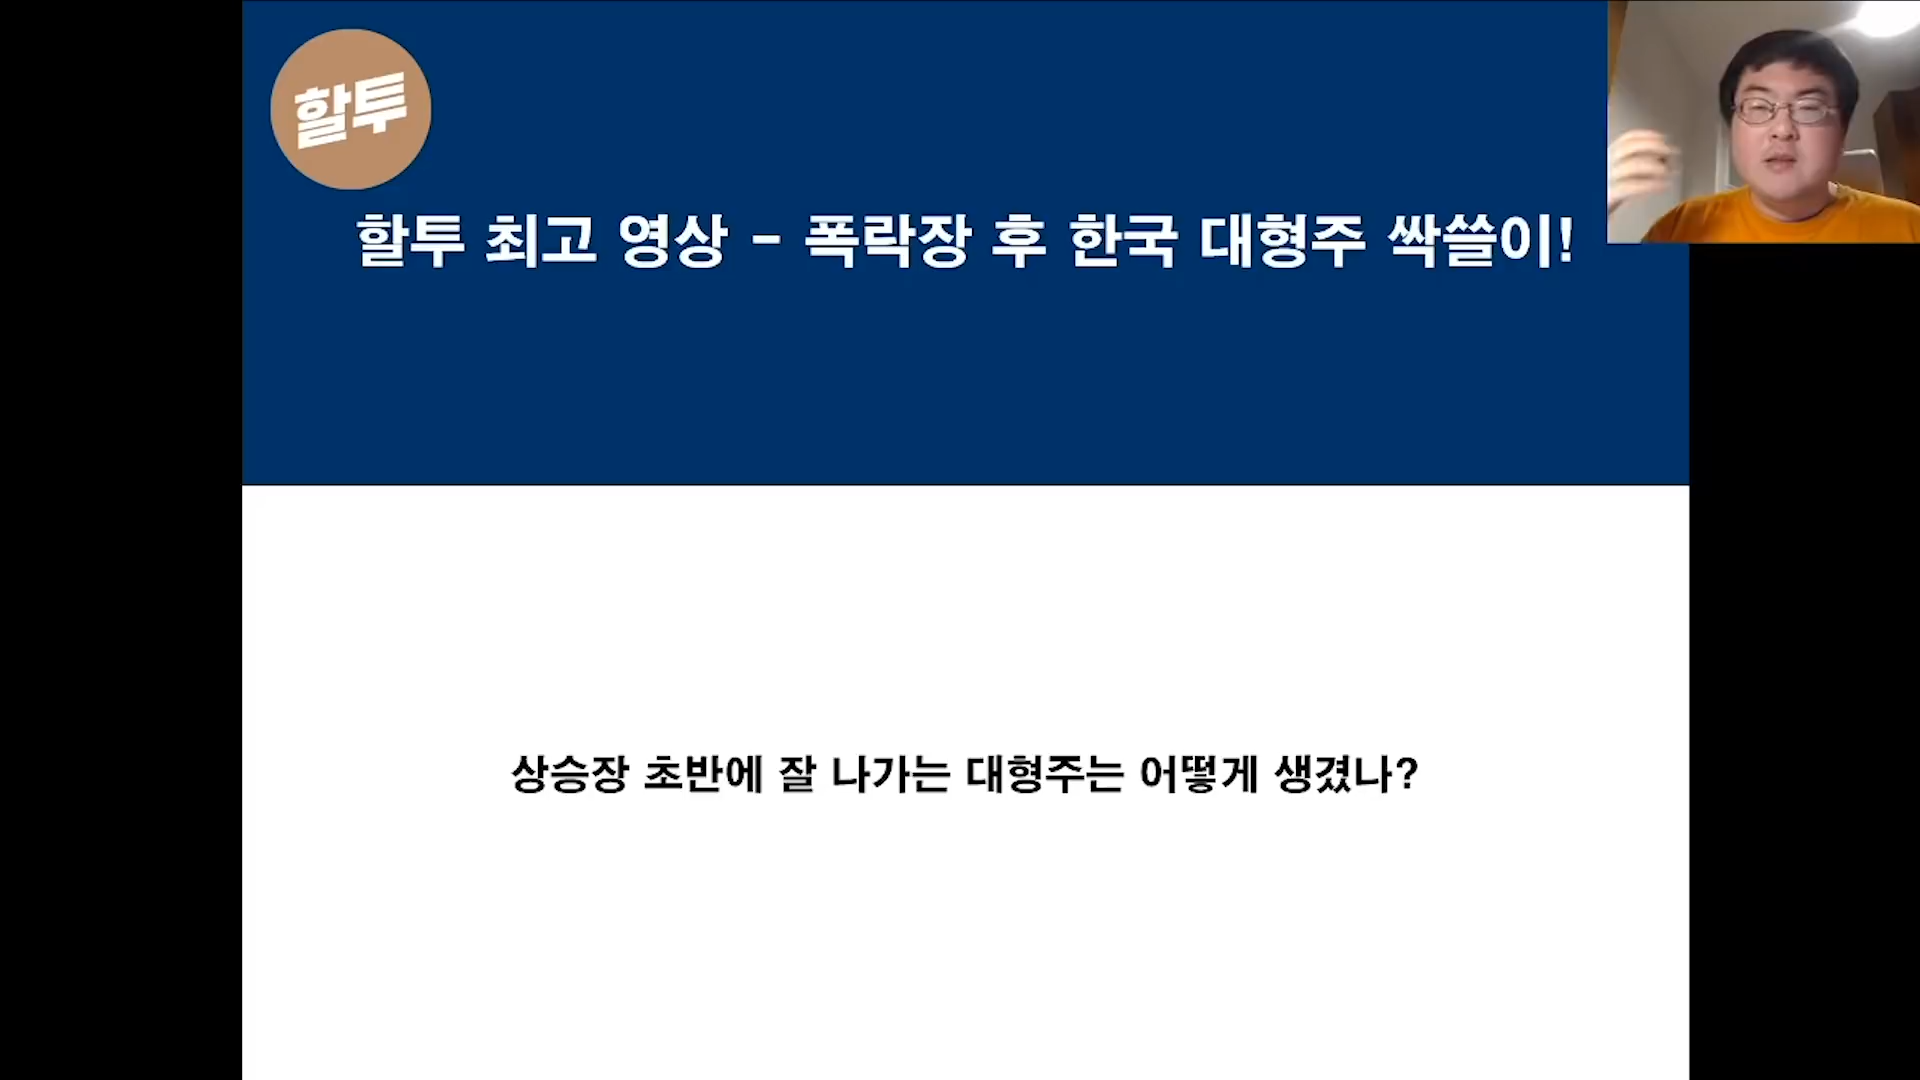 할투
할투 최고 영상 - 폭락장 후 한국 대형주 싹쓸이!
상승장 초반에 잘 나가는 대형주는 어떻게 생겼나?